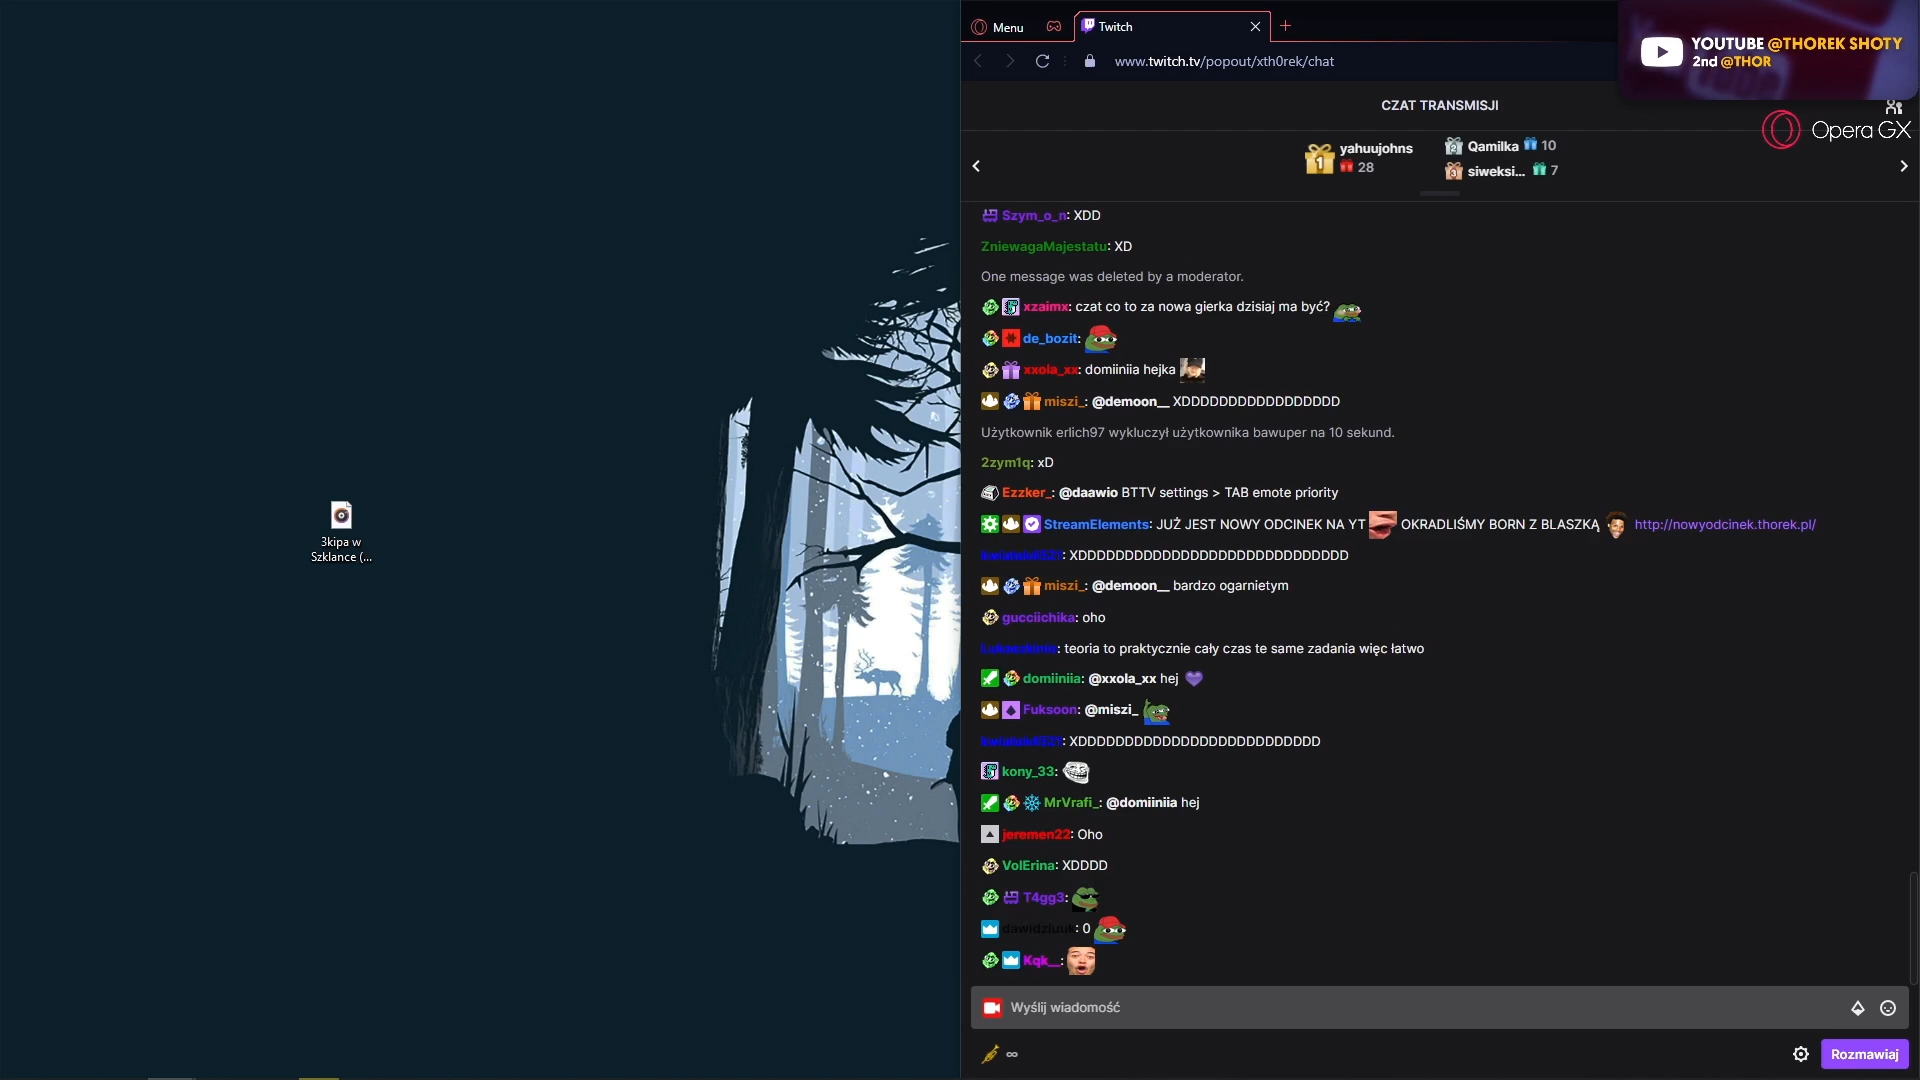 Menu
Twitch
www.twitch.tv/popout/xth0rek/chat
YOUTUBE @THOREK SHOTY
2nd @THOR
CZAT TRANSMISJI
Opera GX
1 yahuujohns 28
2 Qamilka 10
3 siweksi... 7
Szym_o_n: XDD
ZniewagaMajestatu: XD
One message was deleted by a moderator.
xzaimx: czat co to za nowa gierka dzisiaj ma być?
de_bozit:
xxola_xx: domiiniia hejka
miszi_: @demoon__ XDDDDDDDDDDDDDDDDD
Użytkownik erlich97 wykluczył użytkownika bawuper na 10 sekund.
2zym1q: xD
Ezzker_: @daawio BTTV settings > TAB emote priority
StreamElements: JUŻ JEST NOWY ODCINEK NA YT OKRADLIŚMY BORN Z BLASZKĄ http://nowyodcinek.thorek.pl/
: XDDDDDDDDDDDDDDDDDDDDDDDDDDDDD
miszi_: @demoon__ bardzo ogarnietym
gucciichika: oho
: teoria to praktycznie cały czas te same zadania więc łatwo
domiiniia: @xxola_xx hej
Fuksoon: @miszi_
: XDDDDDDDDDDDDDDDDDDDDDDDDDD
kony_33:
MrVrafi_: @domiiniia hej
jeremen22: Oho
VolErina: XDDDD
T4gg3:
dawidziuuk: 0
Kqk__:
3kipa w
Szklance (...
Wyślij wiadomość
∞
Rozmawiaj